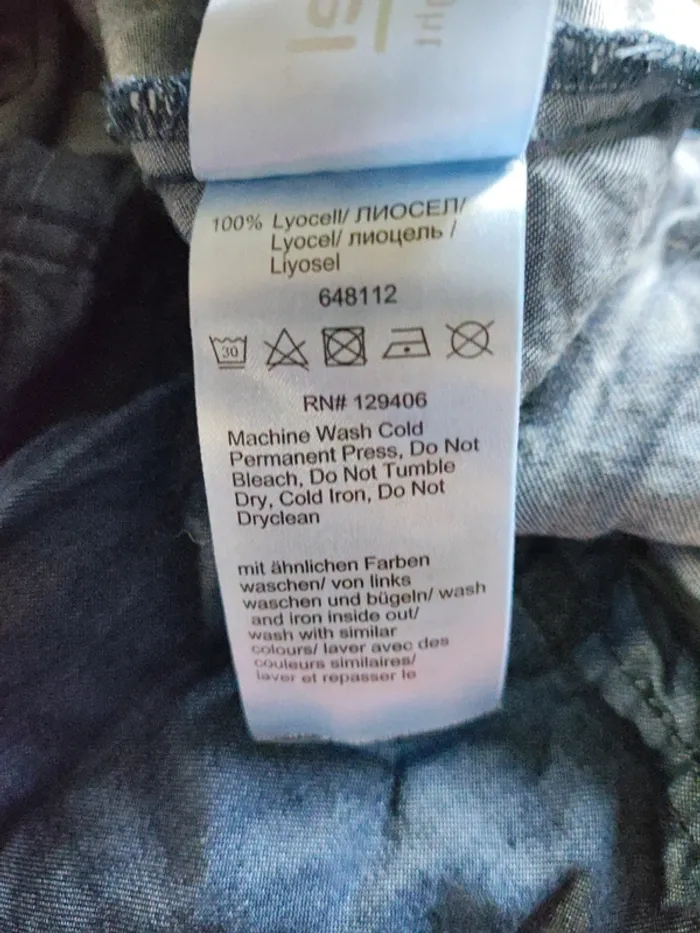 100% Lyocell/ ЛИОСЕЛ/
Lyocel/ лиоцель /
Liyosel
648112
30
RN# 129406
Machine Wash Cold
Permanent Press, Do Not
Bleach, Do Not Tumble
Dry, Cold Iron, Do Not
Dryclean
mit ähnlichen Farben
waschen/ von links
waschen und bügeln/ wash
and iron inside out/
wash with similar
colours/ laver avec des
couleurs similaires/
laver et repasser le